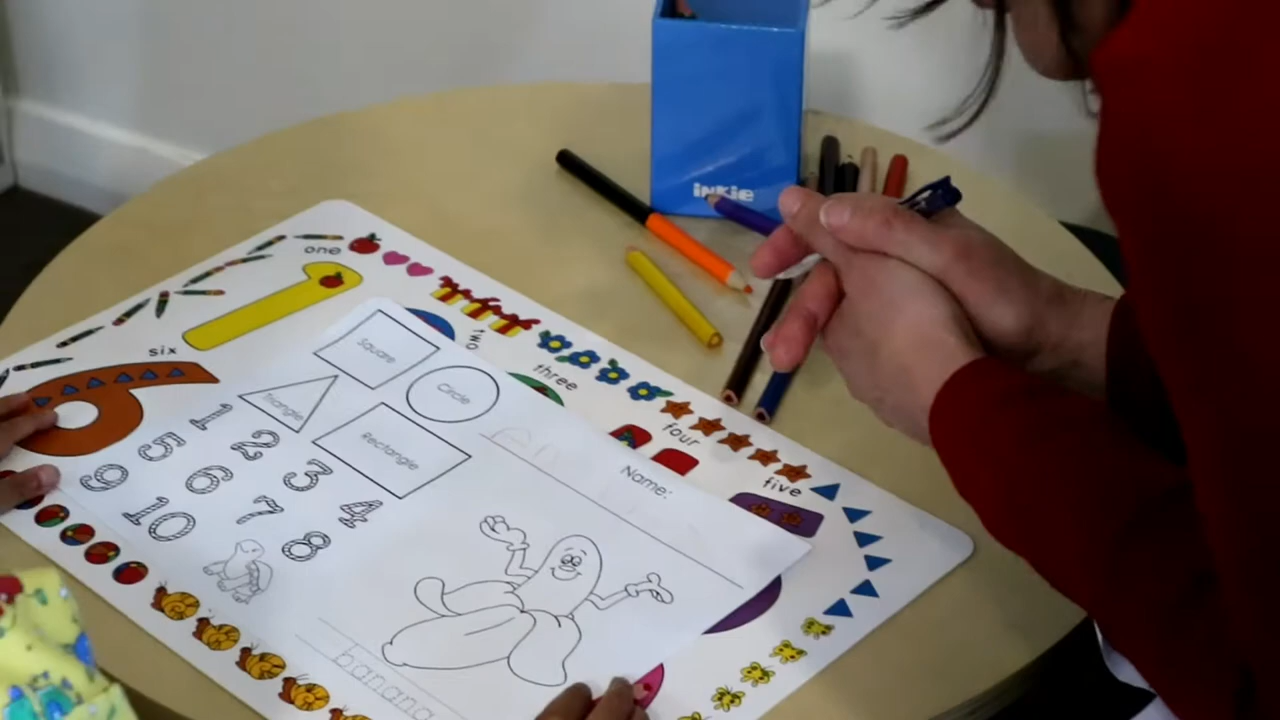 inkie
one
two
three
four
five
six
Square
Circle
Triangle
Rectangle
Name:
1 2 3 4
5 6 7 8
9 10
banana